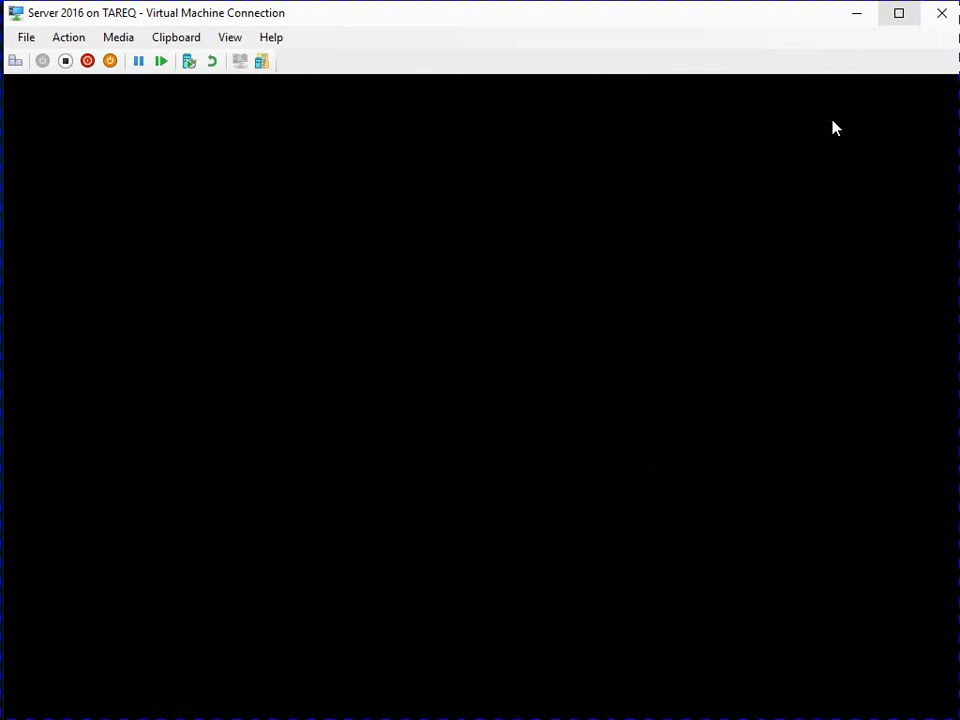 Server 2016 on TAREQ - Virtual Machine Connection
File Action Media Clipboard View Help